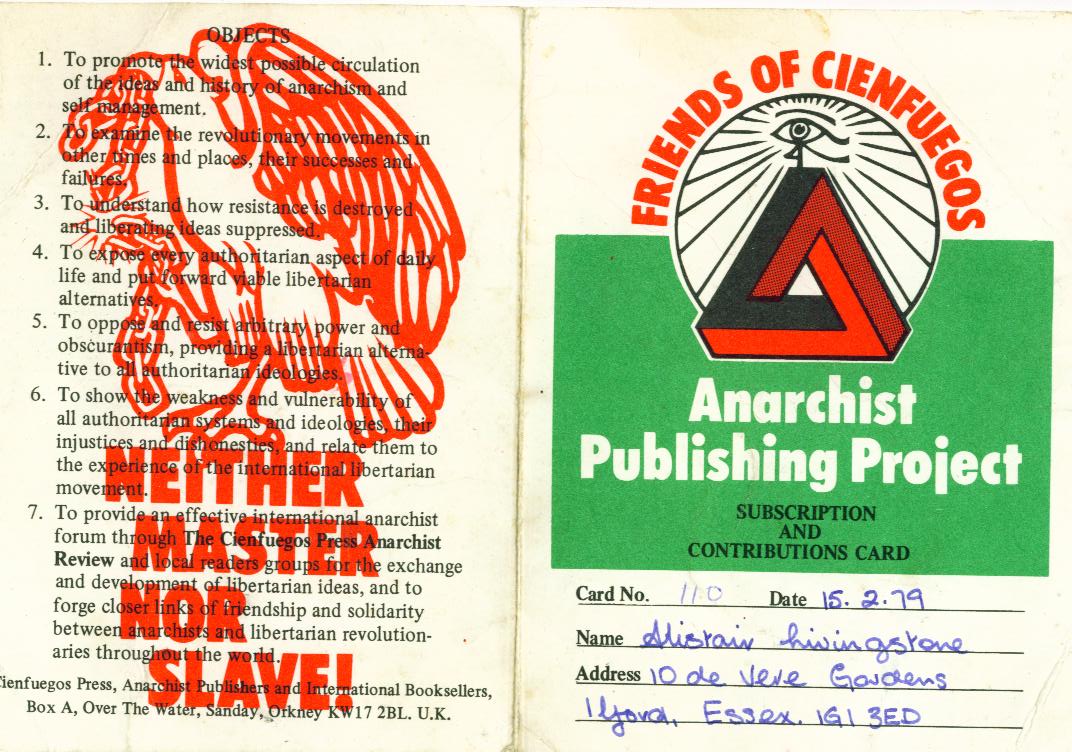 OBJECTS
1. To promote the widest possible circulation
of the ideas and history of anarchism and
self management.
2. To examine the revolutionary movements in
other times and places, their successes and
failures.
3. To understand how resistance is destroyed
and liberating ideas suppressed.
4. To expose every authoritarian aspect of daily
life and put forward viable libertarian
alternatives.
5. To oppose and resist arbitrary power and
obscurantism, providing a libertarian alterna-
tive to all authoritarian ideologies.
6. To show the weakness and vulnerability of
all authoritarian systems and ideologies, their
injustices and dishonesties, and relate them to
the experience of the international libertarian
movement.
7. To provide an effective international anarchist
forum through The Cienfuegos Press Anarchist
Review and local readers groups for the exchange
and development of libertarian ideas, and to
forge closer links of friendship and solidarity
between anarchists and libertarian revolution-
aries throughout the world.
NEITHER
MASTER
NOR
SLAVE!
ienfuegos Press, Anarchist Publishers and International Booksellers,
Box A, Over The Water, Sanday, Orkney KW17 2BL. U.K.
FRIENDS OF CIENFUEGOS
Anarchist
Publishing Project
SUBSCRIPTION
AND
CONTRIBUTIONS CARD
Card No. 110 Date 15. 2. 79
Name Alistair Livingstone
Address 10 de Vere Gardens
Ilford, Essex. IG1 3ED